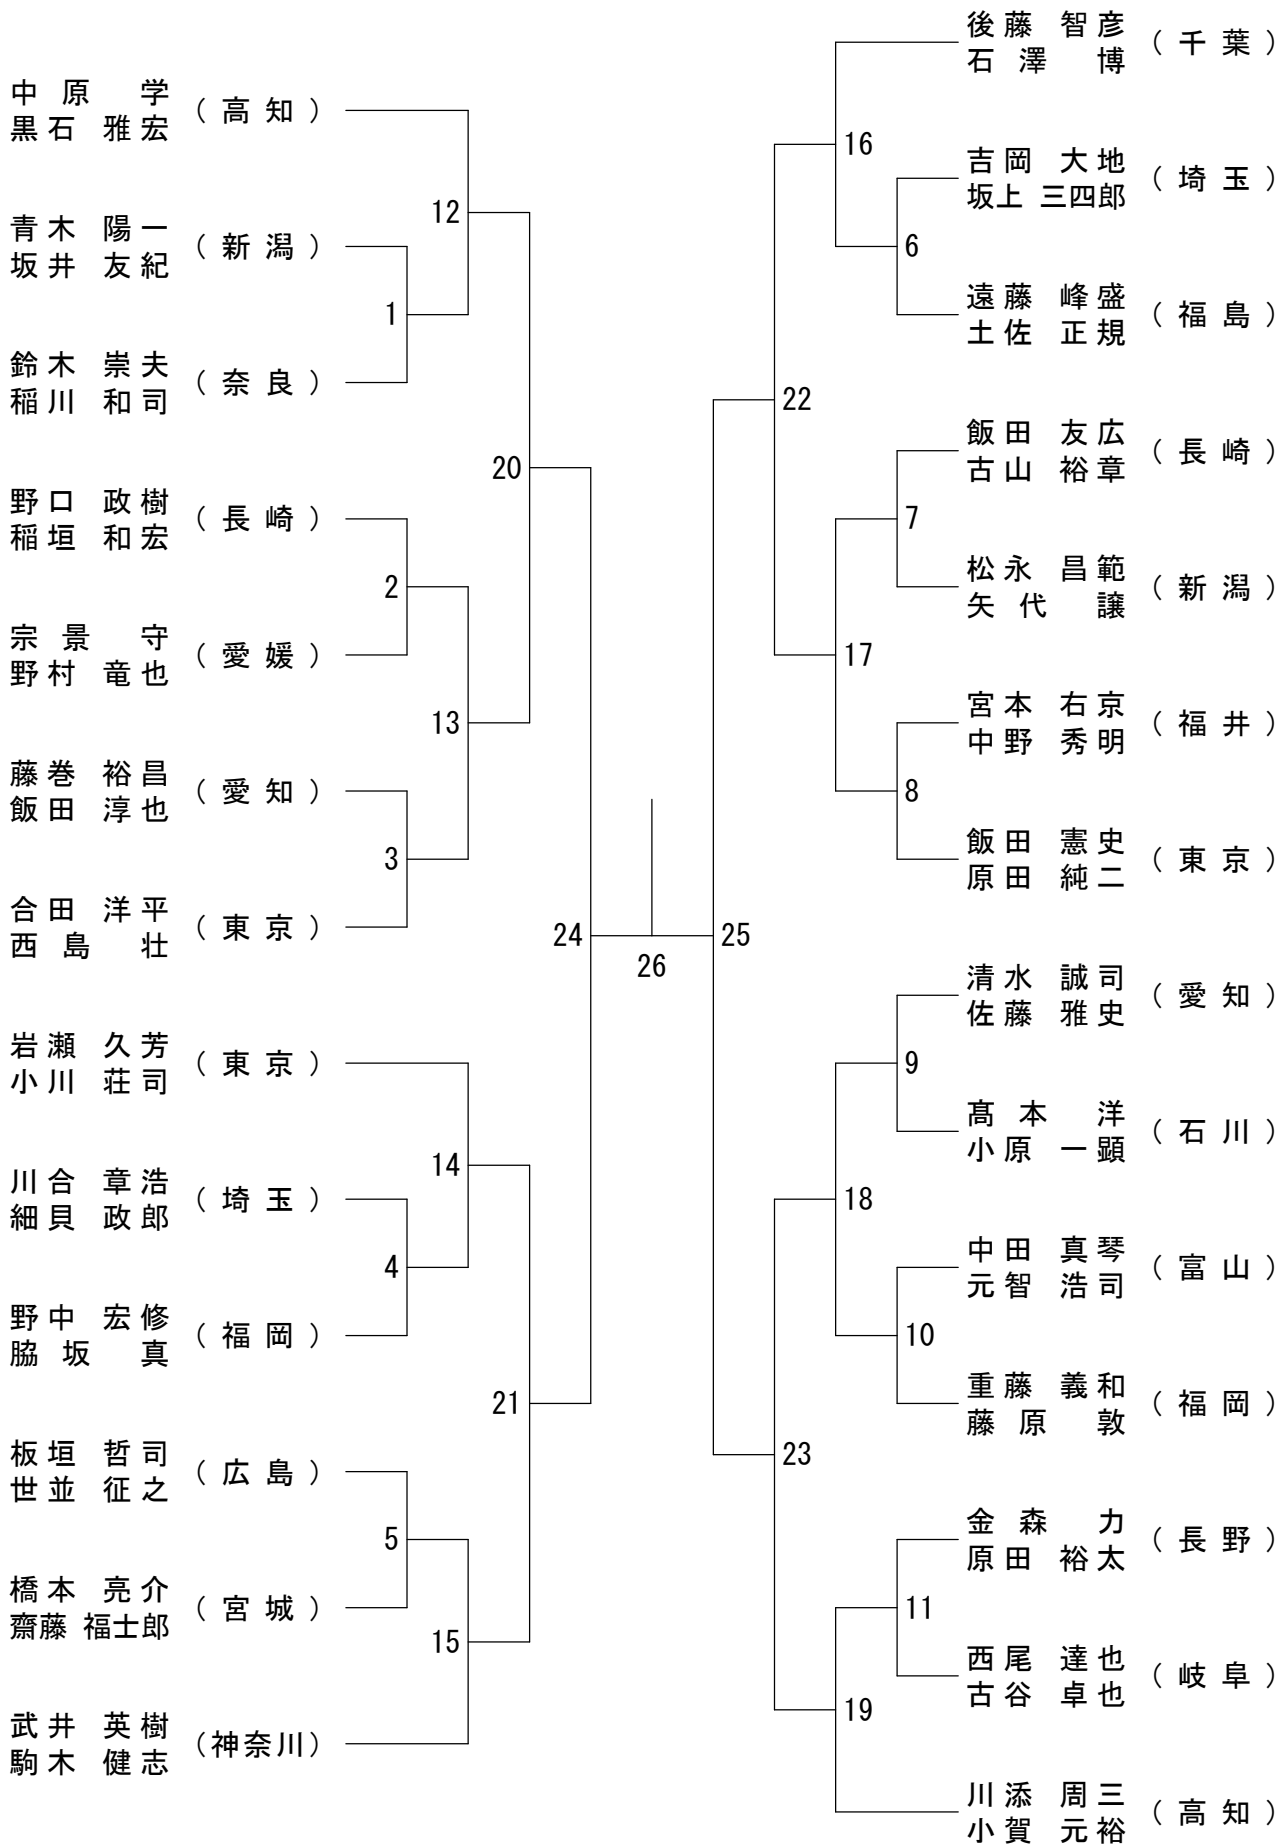 中原 学
黒石 雅宏
(高知)
青木 陽一
坂井 友紀
(新潟)
鈴木 崇夫
稲川 和司
(奈良)
野口 政樹
稲垣 和宏
(長崎)
宗景 守
野村 竜也
(愛媛)
藤巻 裕昌
飯田 淳也
(愛知)
合田 洋平
西島 壮
(東京)
岩瀬 久芳
小川 荘司
(東京)
川合 章浩
細貝 政郎
(埼玉)
野中 宏修
脇坂 真
(福岡)
板垣 哲司
世並 征之
(広島)
橋本 亮介
齋藤 福士郎
(宮城)
武井 英樹
駒木 健志
(神奈川)
1
2
3
4
5
12
13
14
15
20
21
24
26
25
22
23
16
17
18
19
6
7
8
9
10
11
後藤 智彦
石澤 博
(千葉)
吉岡 大地
坂上 三四郎
(埼玉)
遠藤 峰盛
土佐 正規
(福島)
飯田 友広
古山 裕章
(長崎)
松永 昌範
矢代 譲
(新潟)
宮本 右京
中野 秀明
(福井)
飯田 憲史
原田 純二
(東京)
清水 誠司
佐藤 雅史
(愛知)
髙本 洋
小原 一顕
(石川)
中田 真琴
元智 浩司
(富山)
重藤 義和
藤原 敦
(福岡)
金森 力
原田 裕太
(長野)
西尾 達也
古谷 卓也
(岐阜)
川添 周三
小賀 元裕
(高知)